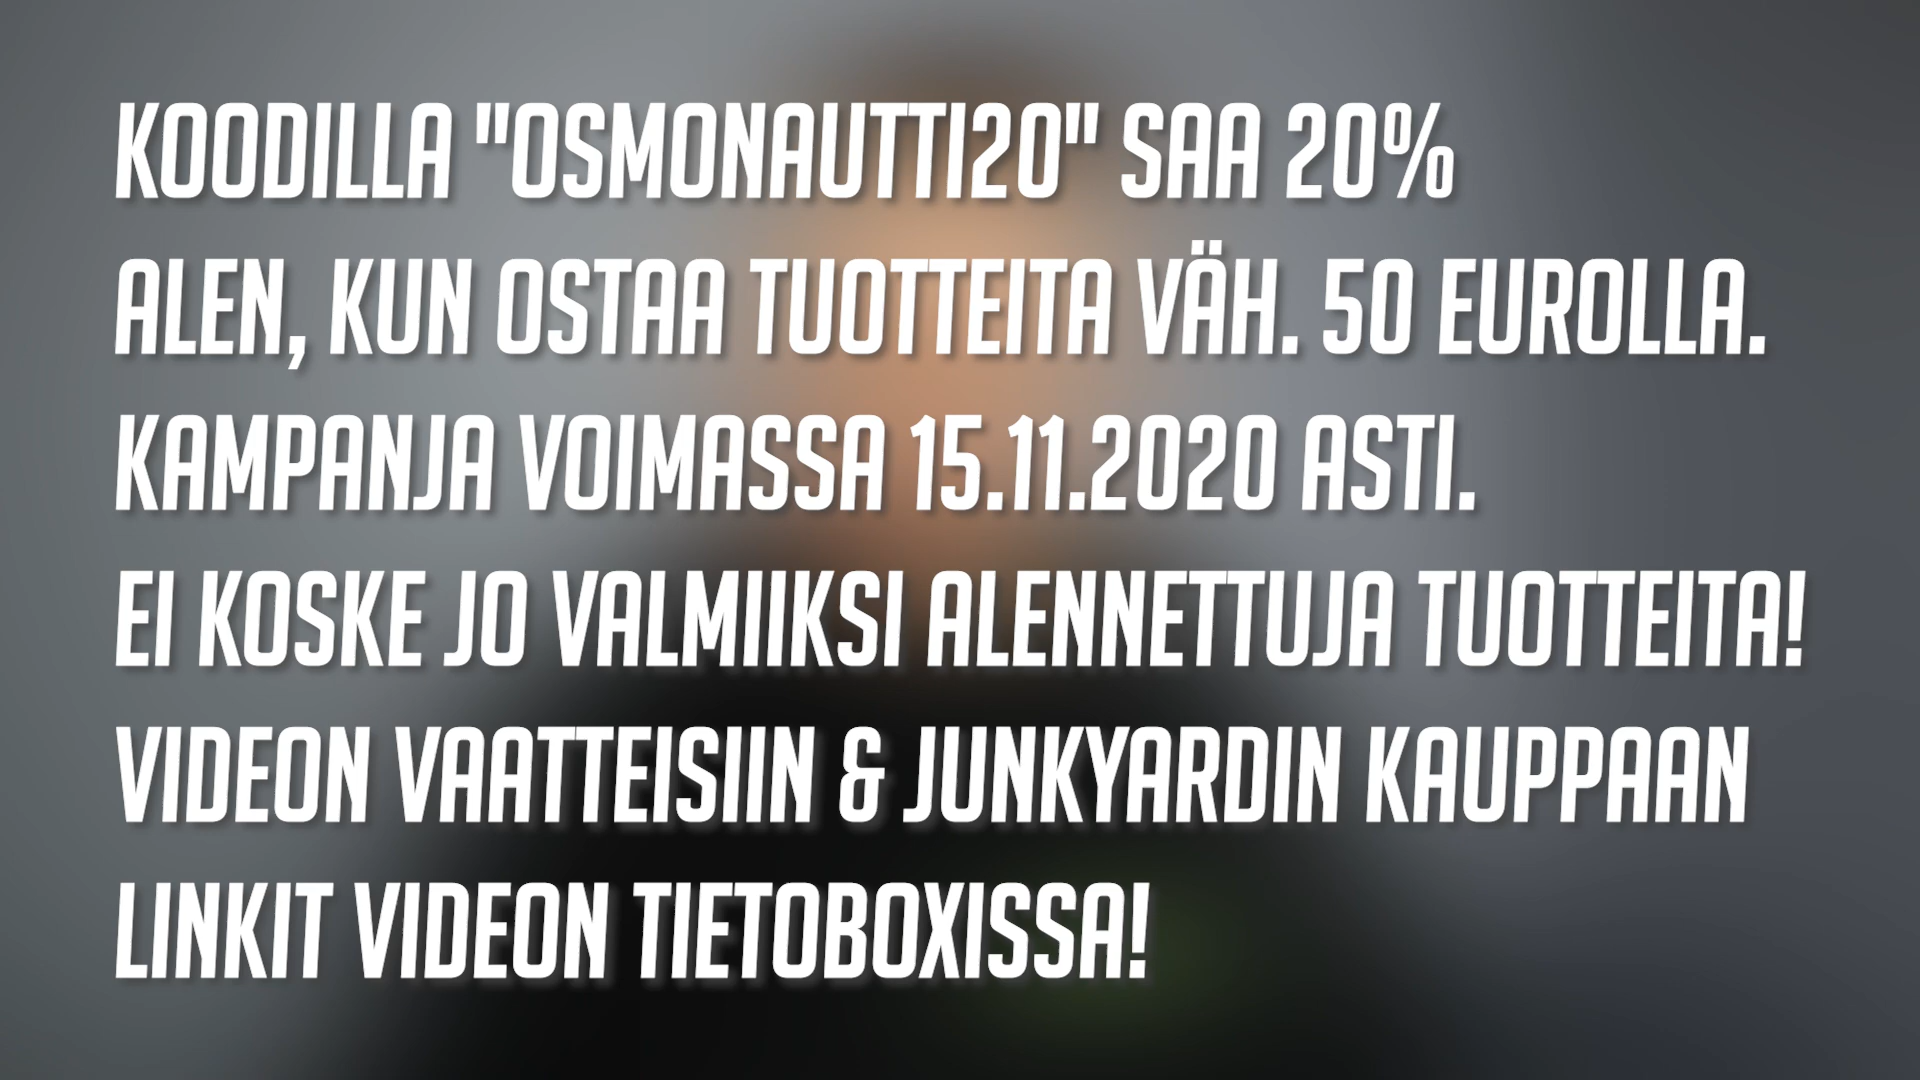 KOODILLA "OSMONAUTTI20" SAA 20%
ALEN, KUN OSTAA TUOTTEITA VÄH. 50 EUROLLA.
KAMPANJA VOIMASSA 15.11.2020 ASTI.
EI KOSKE JO VALMIIKSI ALENNETTUJA TUOTTEITA!
VIDEON VAATTEISIIN & JUNKYARDIN KAUPPAAN
LINKIT VIDEON TIETOBOXISSA!